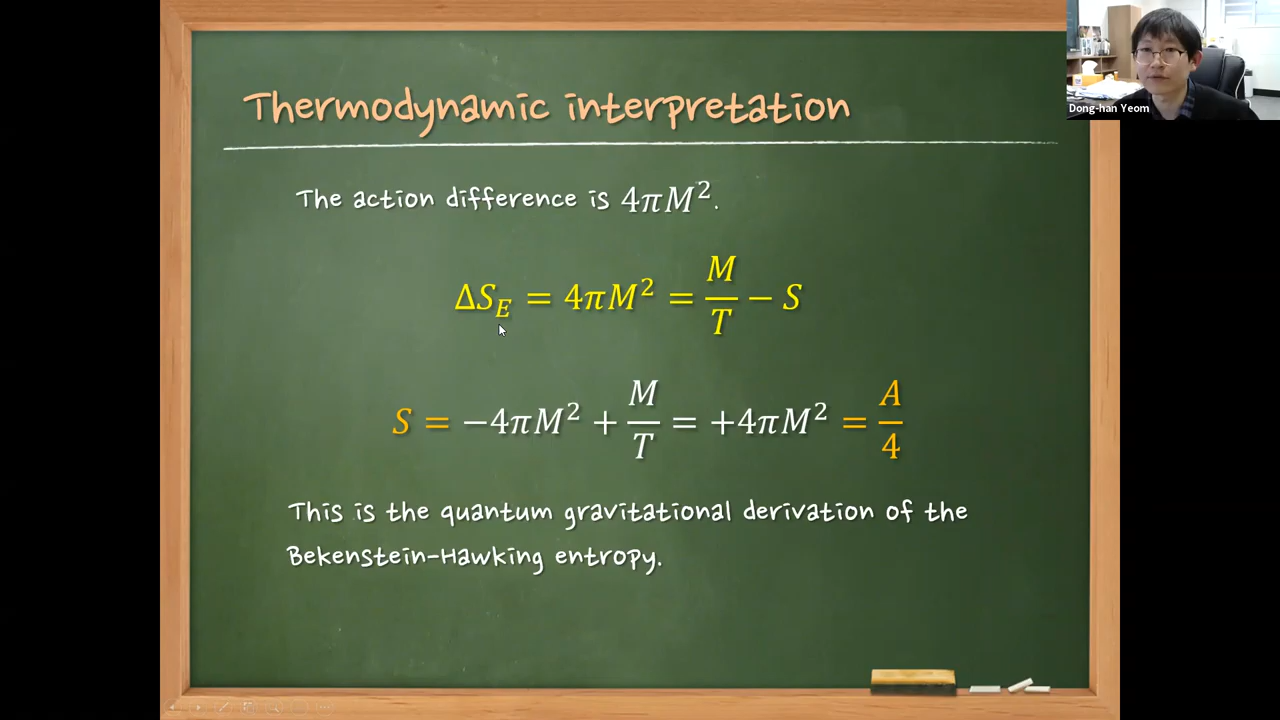 Dong-han Yeom
Thermodynamic interpretation
The action difference is 4πM².
ΔS_E = 4πM² = M/T − S
S = −4πM² + M/T = +4πM² = A/4
This is the quantum gravitational derivation of the
Bekenstein-Hawking entropy.